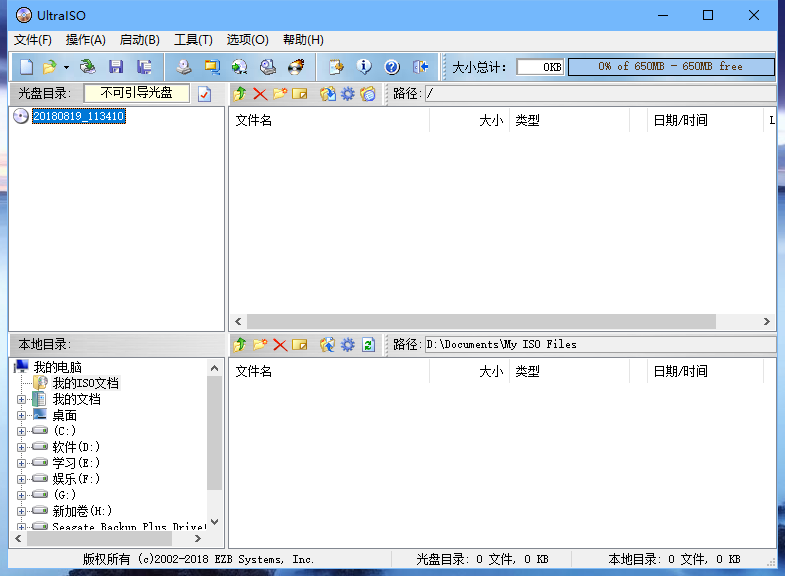 UltraISO
文件(F) 操作(A) 启动(B) 工具(T) 选项(O) 帮助(H)
大小总计: 0KB 0% of 650MB - 650MB free
光盘目录: 不可引导光盘 路径: /
20180819_113410
文件名 大小 类型 日期/时间 L
本地目录: 路径: D:\Documents\My ISO Files
文件名 大小 类型 日期/时间
我的电脑
我的ISO文档
我的文档
桌面
(C:)
软件(D:)
学习(E:)
娱乐(F:)
(G:)
新加卷(H:)
Seagate Backup Plus Drive
版权所有 (c)2002-2018 EZB Systems, Inc. 光盘目录: 0 文件, 0 KB 本地目录: 0 文件, 0 KB